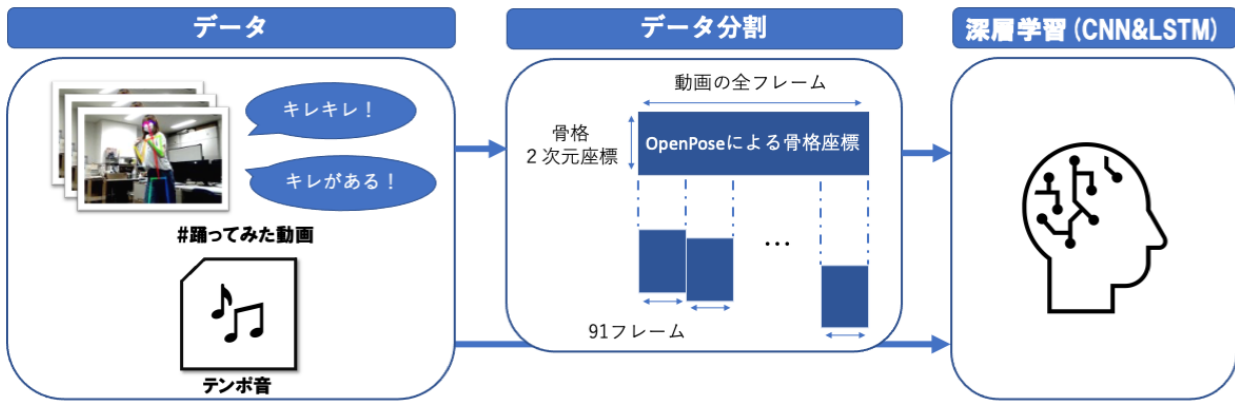 データ
キレキレ！
キレがある！
#踊ってみた動画
テンポ音
データ分割
動画の全フレーム
骨格
２次元座標
OpenPoseによる骨格座標
…
91フレーム
深層学習(CNN&LSTM)